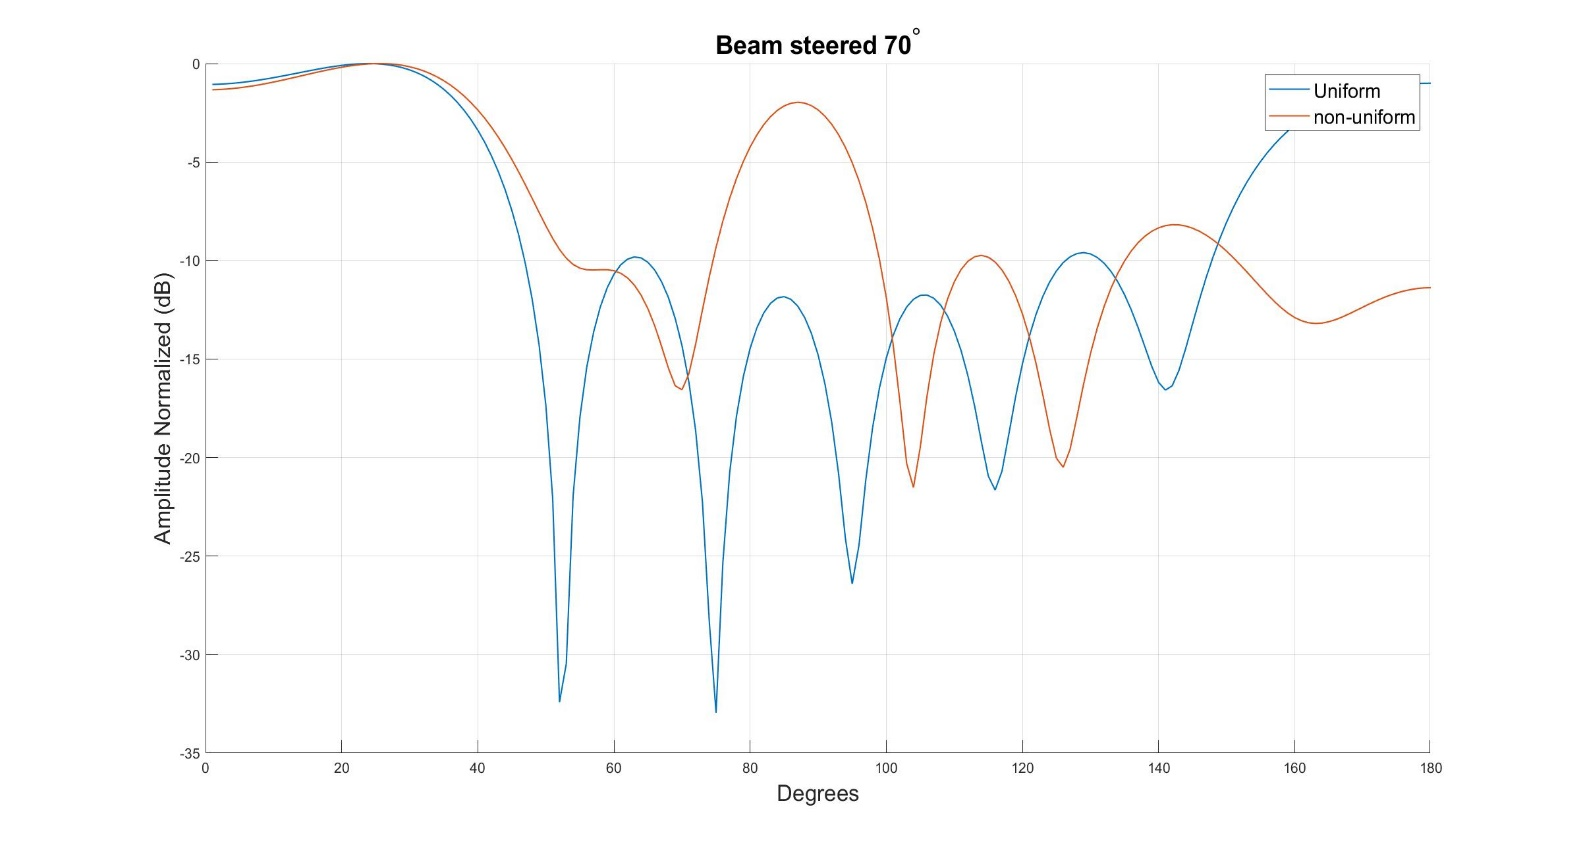 Beam steered 70°
Uniform
non-uniform
Amplitude Normalized (dB)
0
-5
-10
-15
-20
-25
-30
-35
0 20 40 60 80 100 120 140 160 180
Degrees